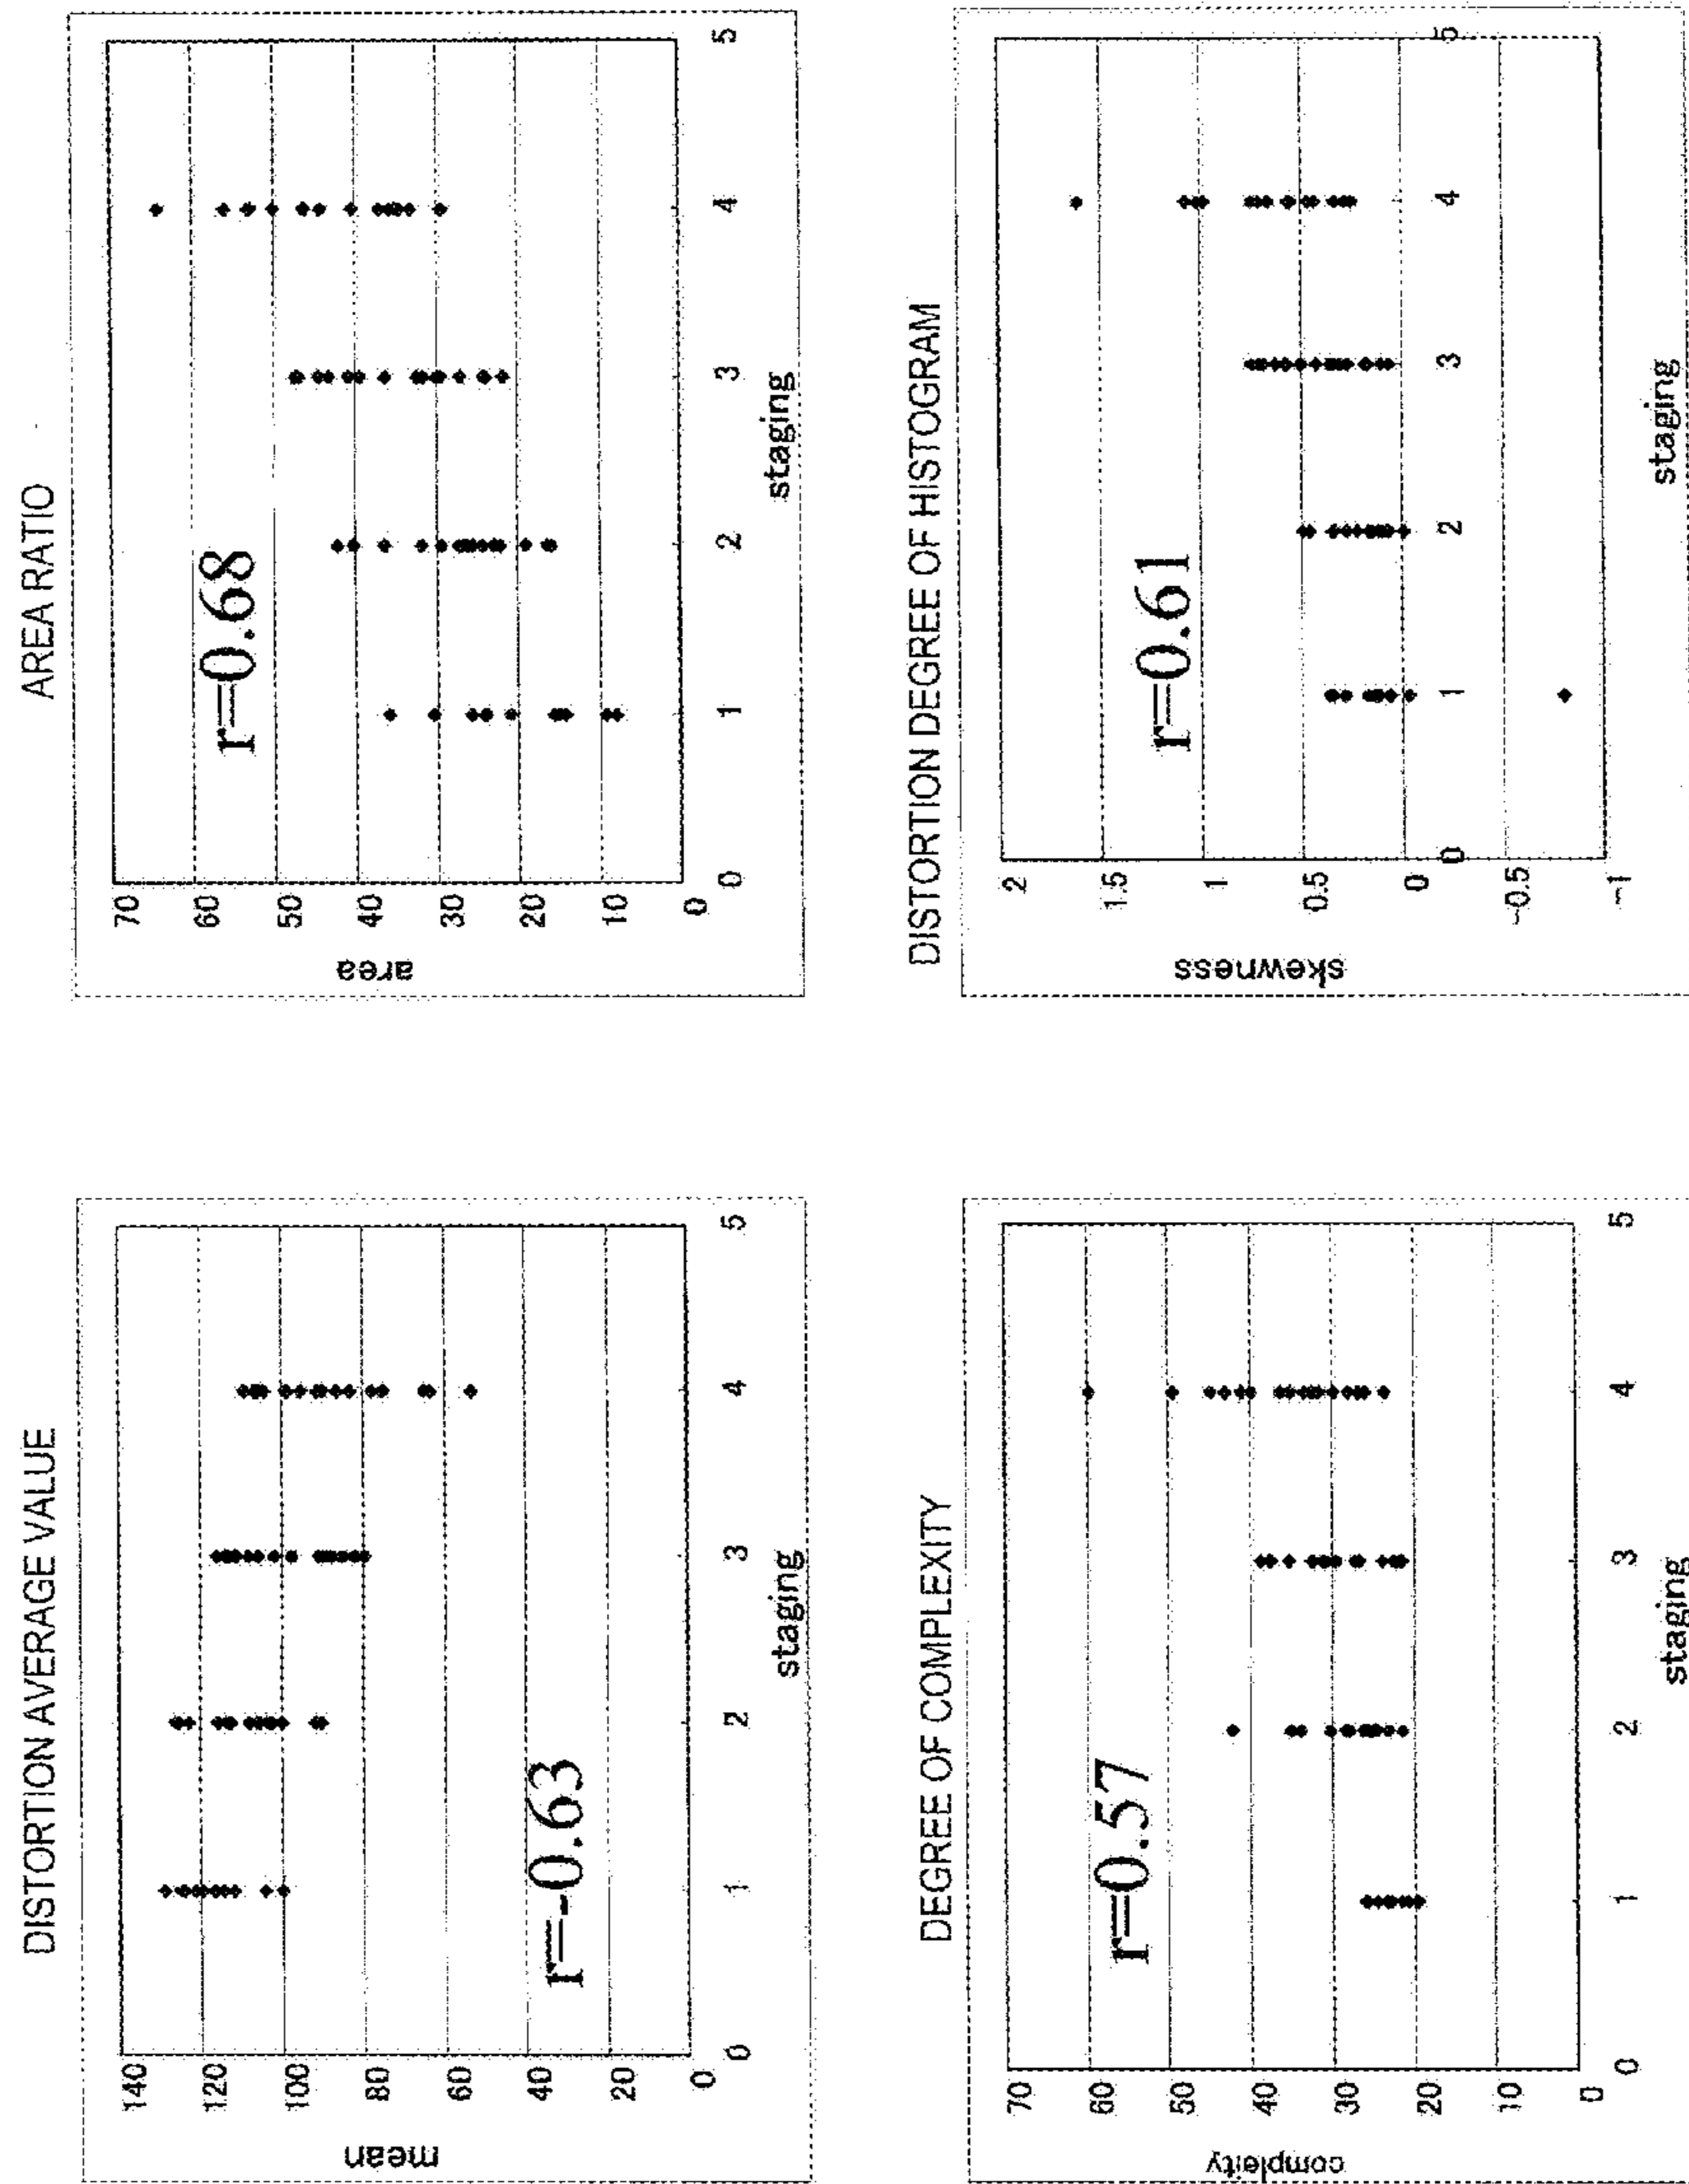 DISTORTION AVERAGE VALUE
140
120
100
80
60
40
20
0
mean
r=-0.63
0 1 2 3 4 5
staging
AREA RATIO
70
60
50
40
30
20
10
0
area
r=0.68
0 1 2 3 4 5
staging
DEGREE OF COMPLEXITY
70
60
50
40
30
20
10
0
compleity
r=0.57
0 1 2 3 4 5
staging
DISTORTION DEGREE OF HISTOGRAM
2
1.5
1
0.5
0
-0.5
-1
skewness
r=0.61
0 1 2 3 4 5
staging